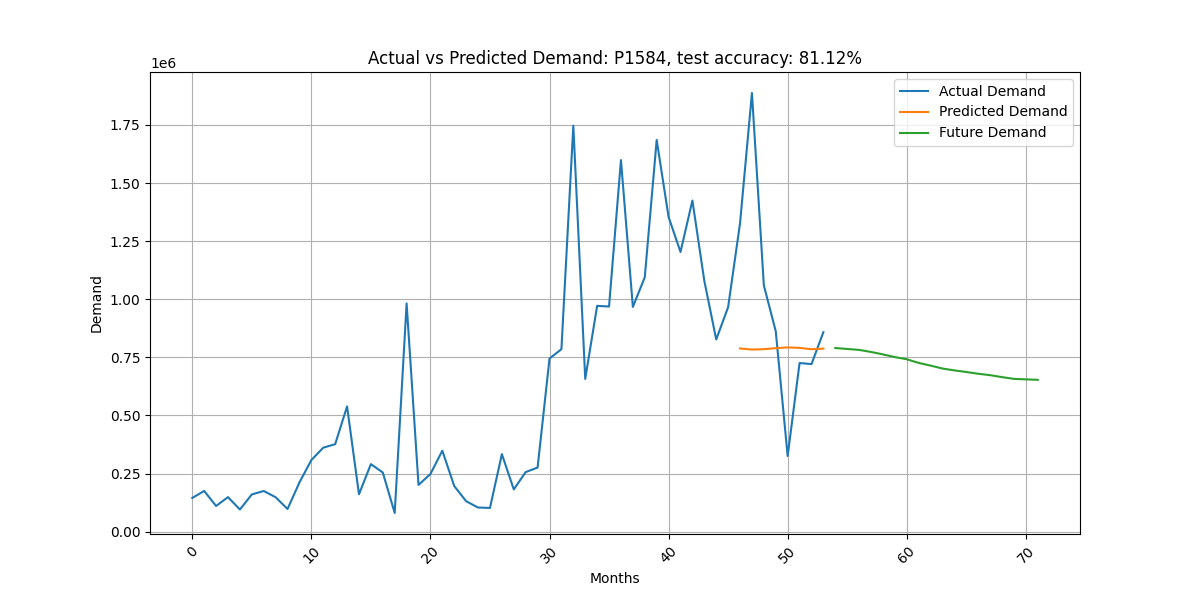 Actual vs Predicted Demand: P1584, test accuracy: 81.12%
1e6
Actual Demand
Predicted Demand
Future Demand
1.75
1.50
1.25
1.00
0.75
0.50
0.25
0.00
Demand
0 10 20 30 40 50 60 70
Months